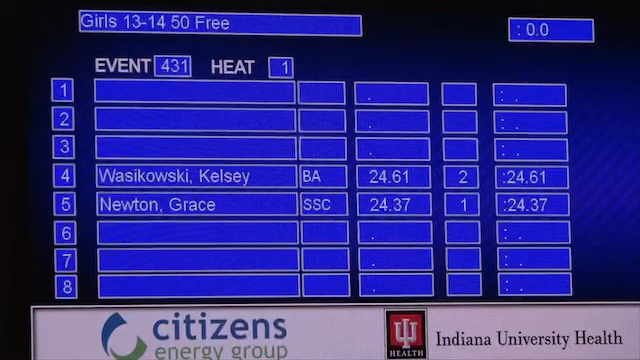 Girls 13-14 50 Free
: 0.0
EVENT 431 HEAT 1
1 . : .
2 . : .
3 . : .
4 Wasikowski, Kelsey BA 24.61 2 :24.61
5 Newton, Grace SSC 24.37 1 :24.37
6 . : .
7 . : .
8 . : .
citizens
energy group
IU
HEALTH
Indiana University Health